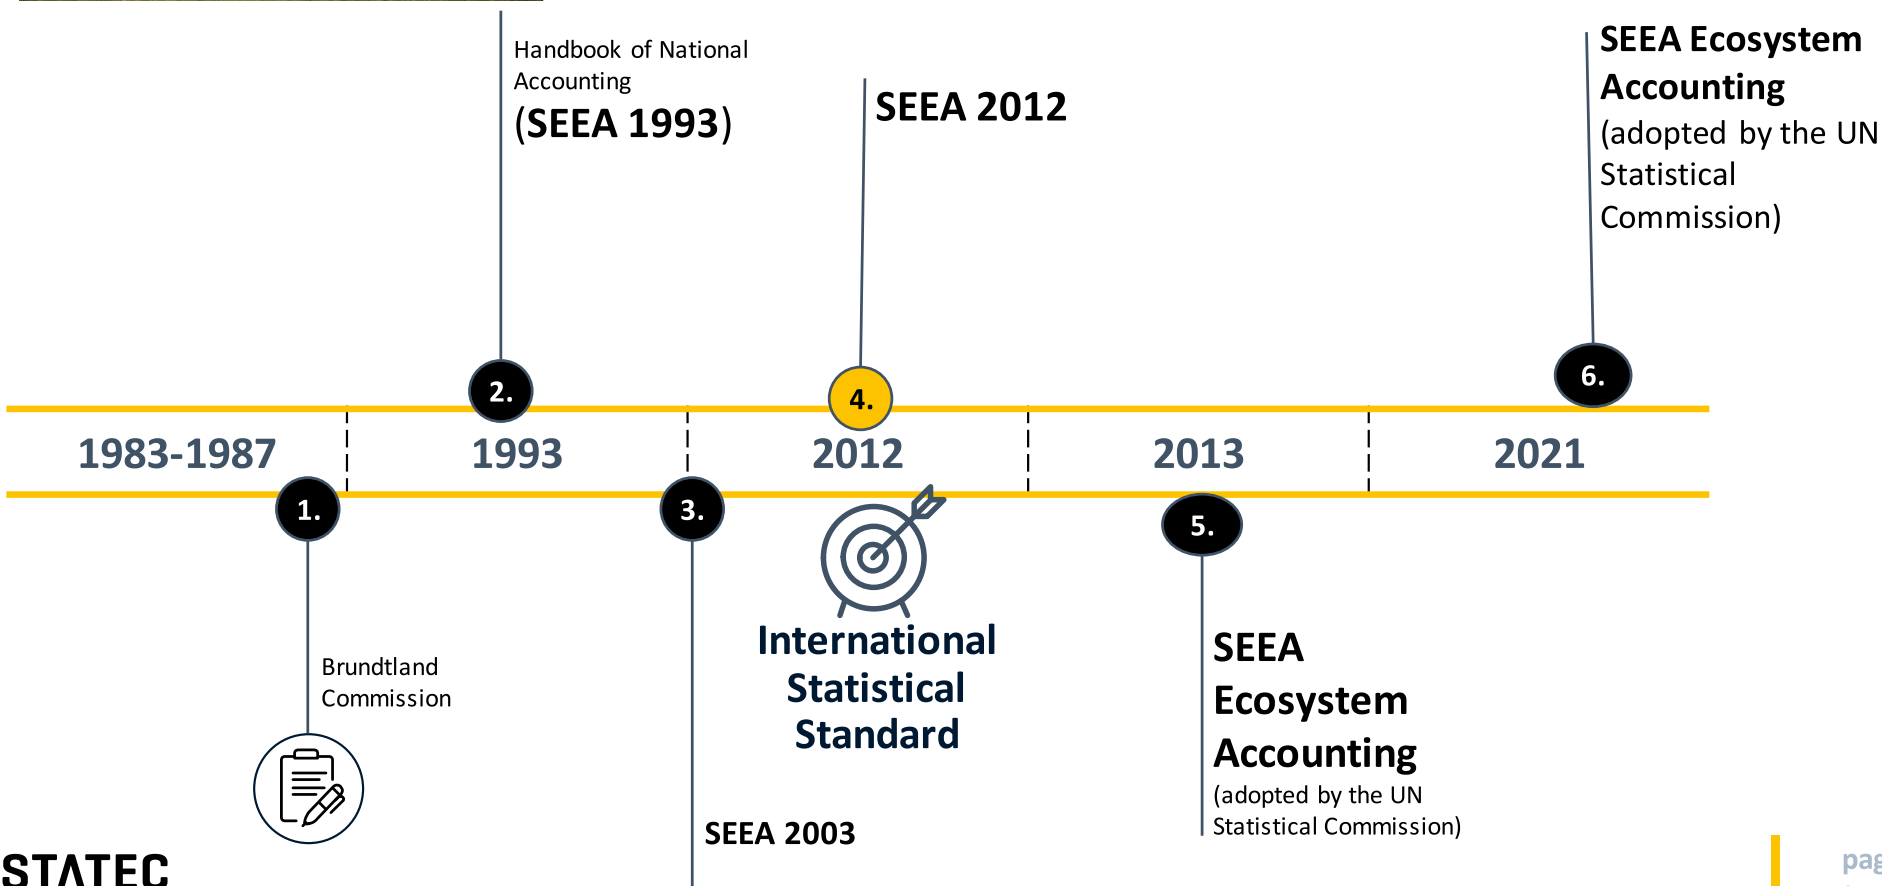 Handbook of National
Accounting
(SEEA 1993)
SEEA 2012
SEEA Ecosystem
Accounting
(adopted by the UN
Statistical
Commission)
2.
4.
6.
1983-1987
1993
2012
2013
2021
1.
3.
5.
Brundtland
Commission
International
Statistical
Standard
SEEA
Ecosystem
Accounting
(adopted by the UN
Statistical Commission)
SEEA 2003
STATEC